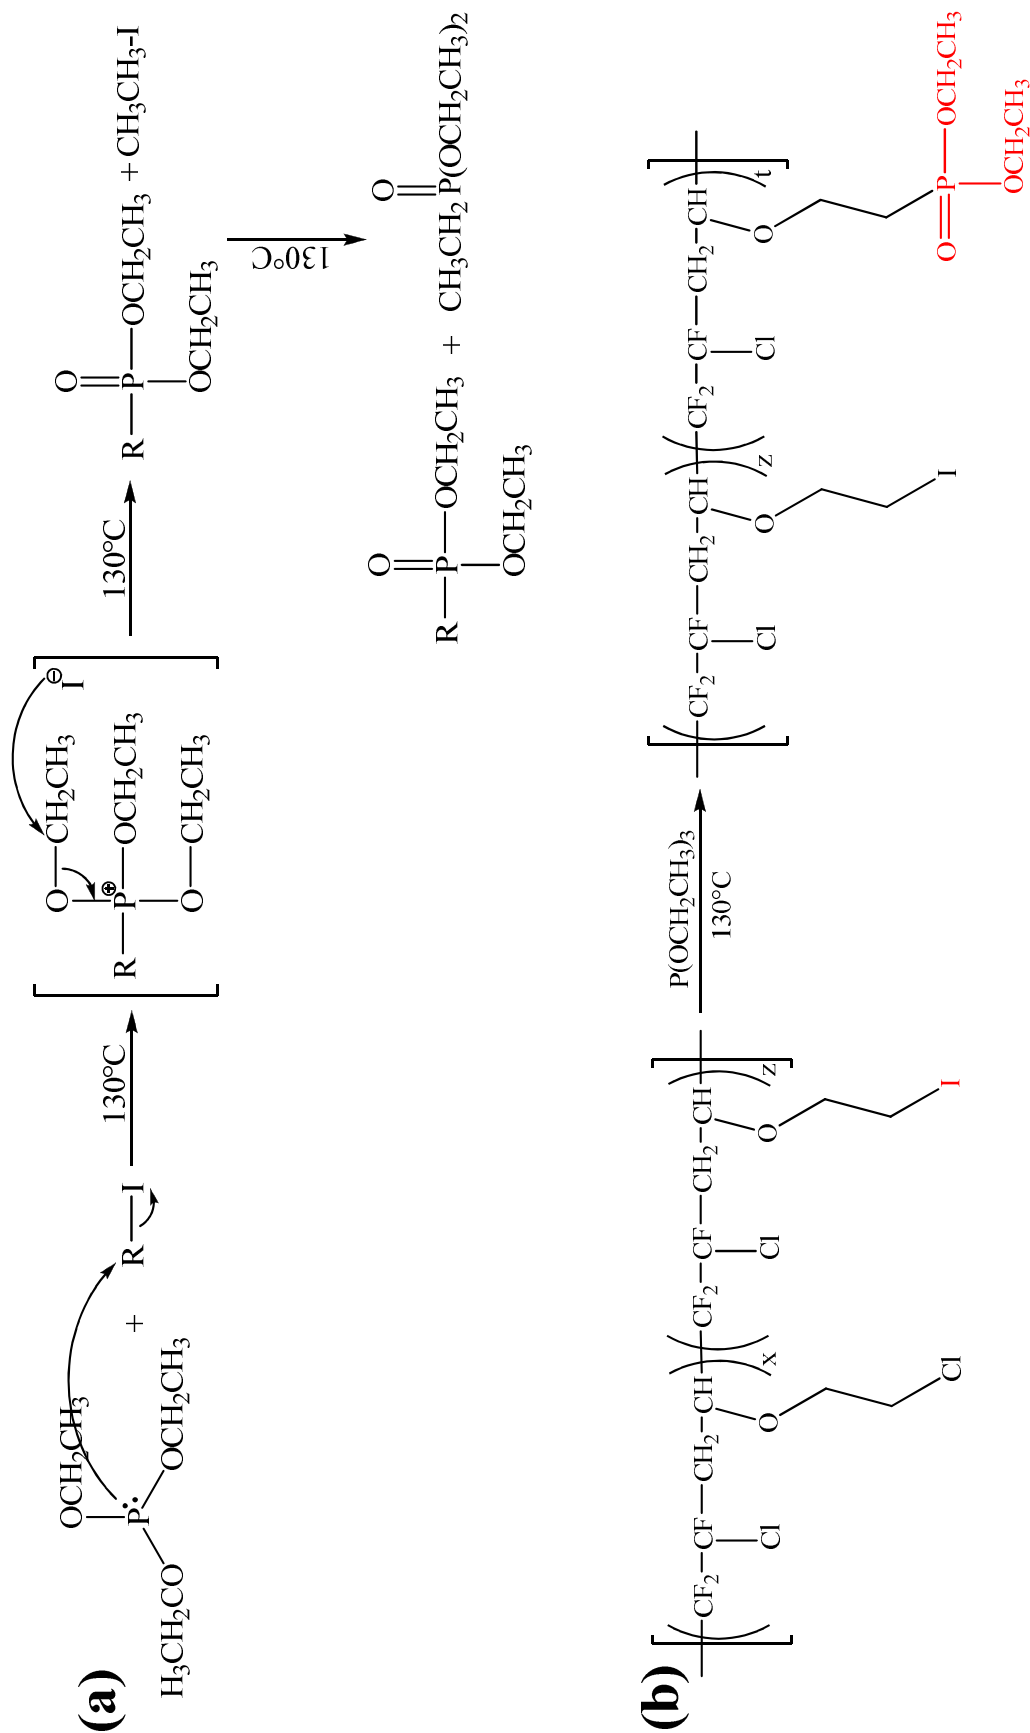 (a)
H3CH2CO
OCH2CH3
P
OCH2CH3
+
R
I
130°C
R
P
⊕
O
CH2CH3
OCH2CH3
O
CH2CH3
I
⊖
130°C
R
P
O
OCH2CH3
OCH2CH3
+ CH3CH3-I
130°C
R
P
O
OCH2CH3
OCH2CH3
+
CH3CH2P(OCH2CH3)2
O
(b)
CF2
CF
Cl
CH2
CH
O
Cl
x
CF2
CF
Cl
CH2
CH
O
I
z
P(OCH2CH3)3
130°C
CF2
CF
Cl
CH2
CH
O
I
z
CF2
CF
Cl
CH2
CH
O
t
O
P
OCH2CH3
OCH2CH3